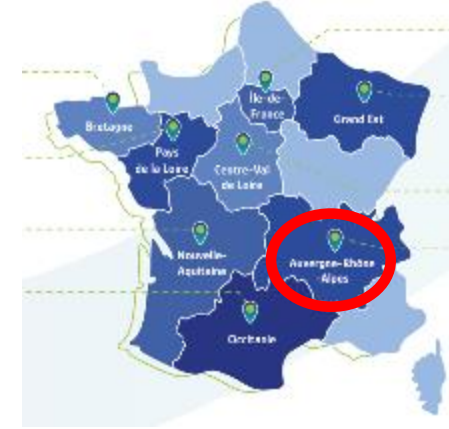 Île-de-
France
Grand Est
Bretagne
Pays
de la Loire
Centre-Val
de Loire
Nouvelle-
Aquitaine
Auvergne-Rhône
Alpes
Occitanie